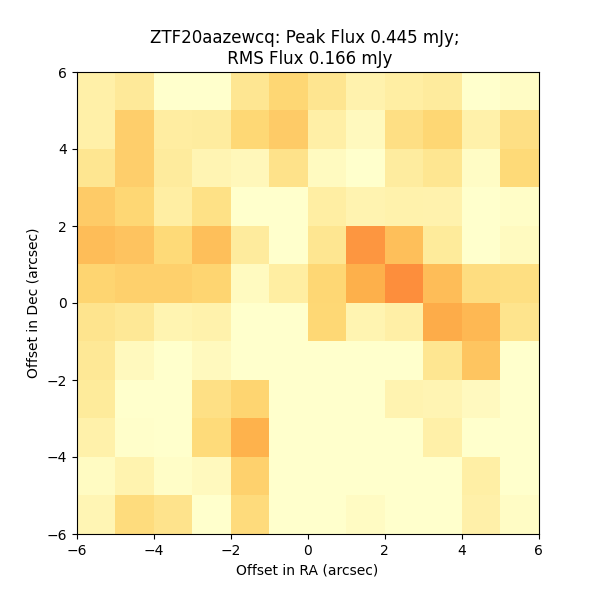 ZTF20aazewcq: Peak Flux 0.445 mJy;
RMS Flux 0.166 mJy
6
4
2
0
−2
−4
−6
Offset in Dec (arcsec)
−6 −4 −2 0 2 4 6
Offset in RA (arcsec)